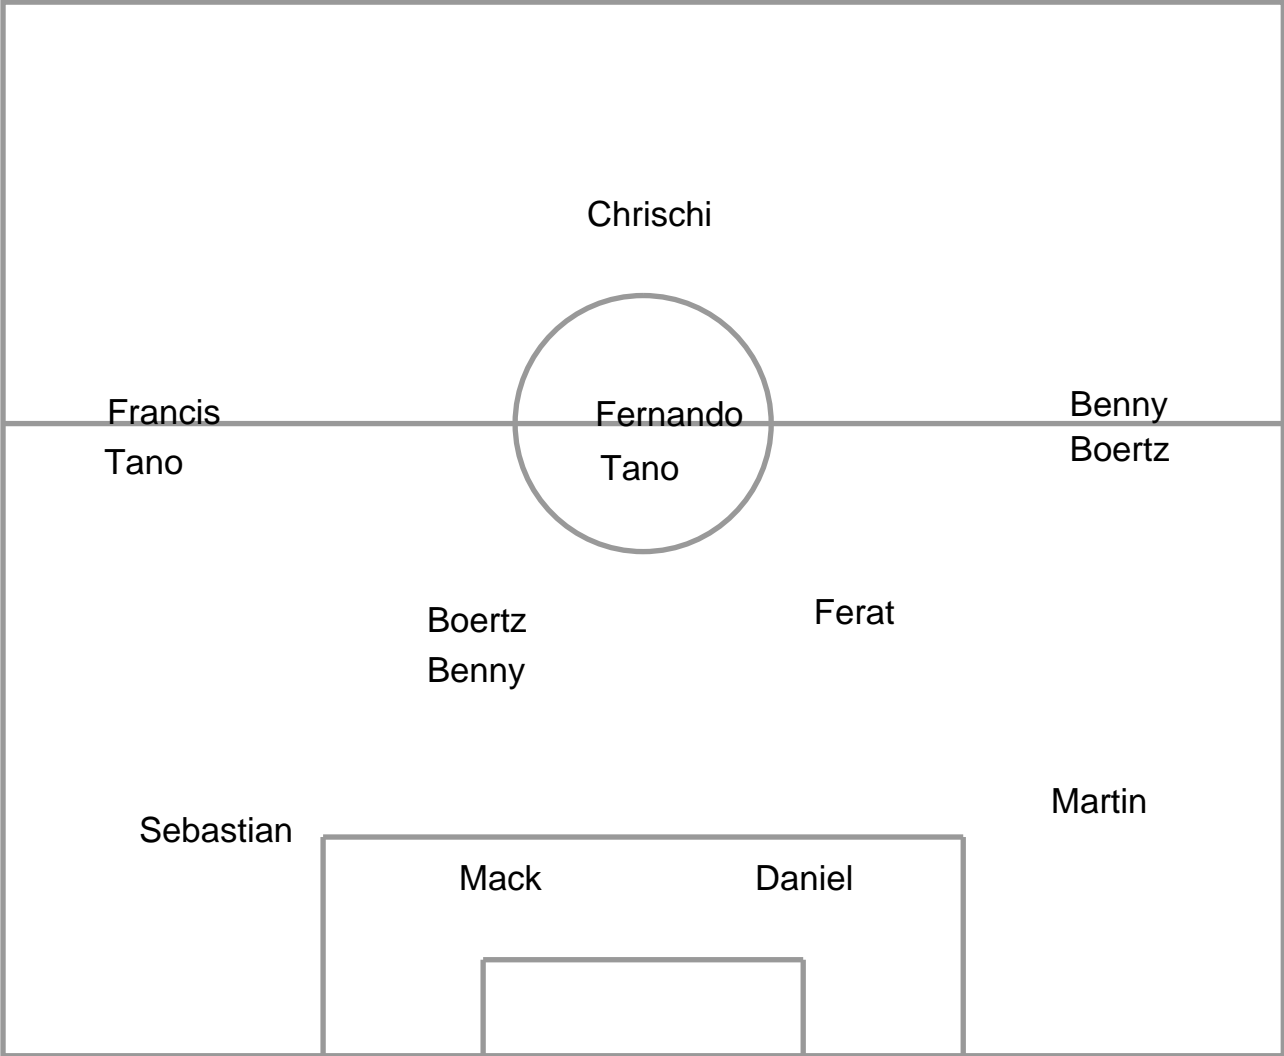 Chrischi
Francis
Tano
Fernando
Tano
Benny
Boertz
Boertz
Benny
Ferat
Sebastian
Mack
Daniel
Martin